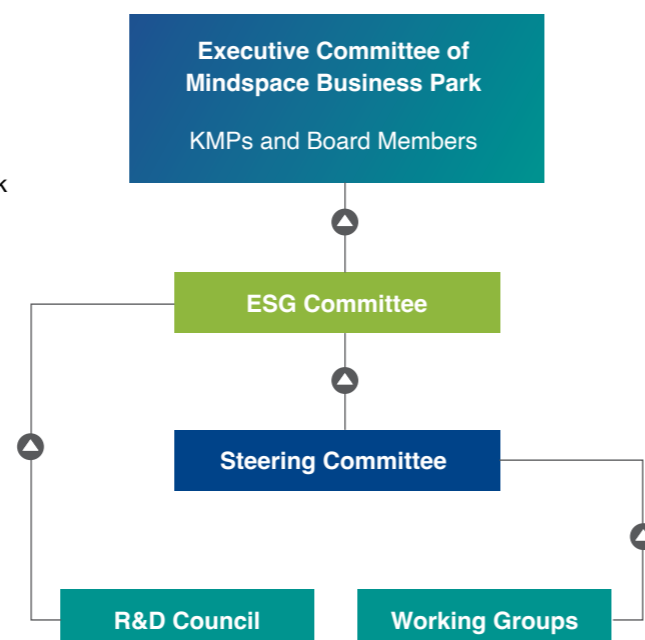 Executive Committee of
Mindspace Business Park
KMPs and Board Members
k
ESG Committee
Steering Committee
R&D Council
Working Groups